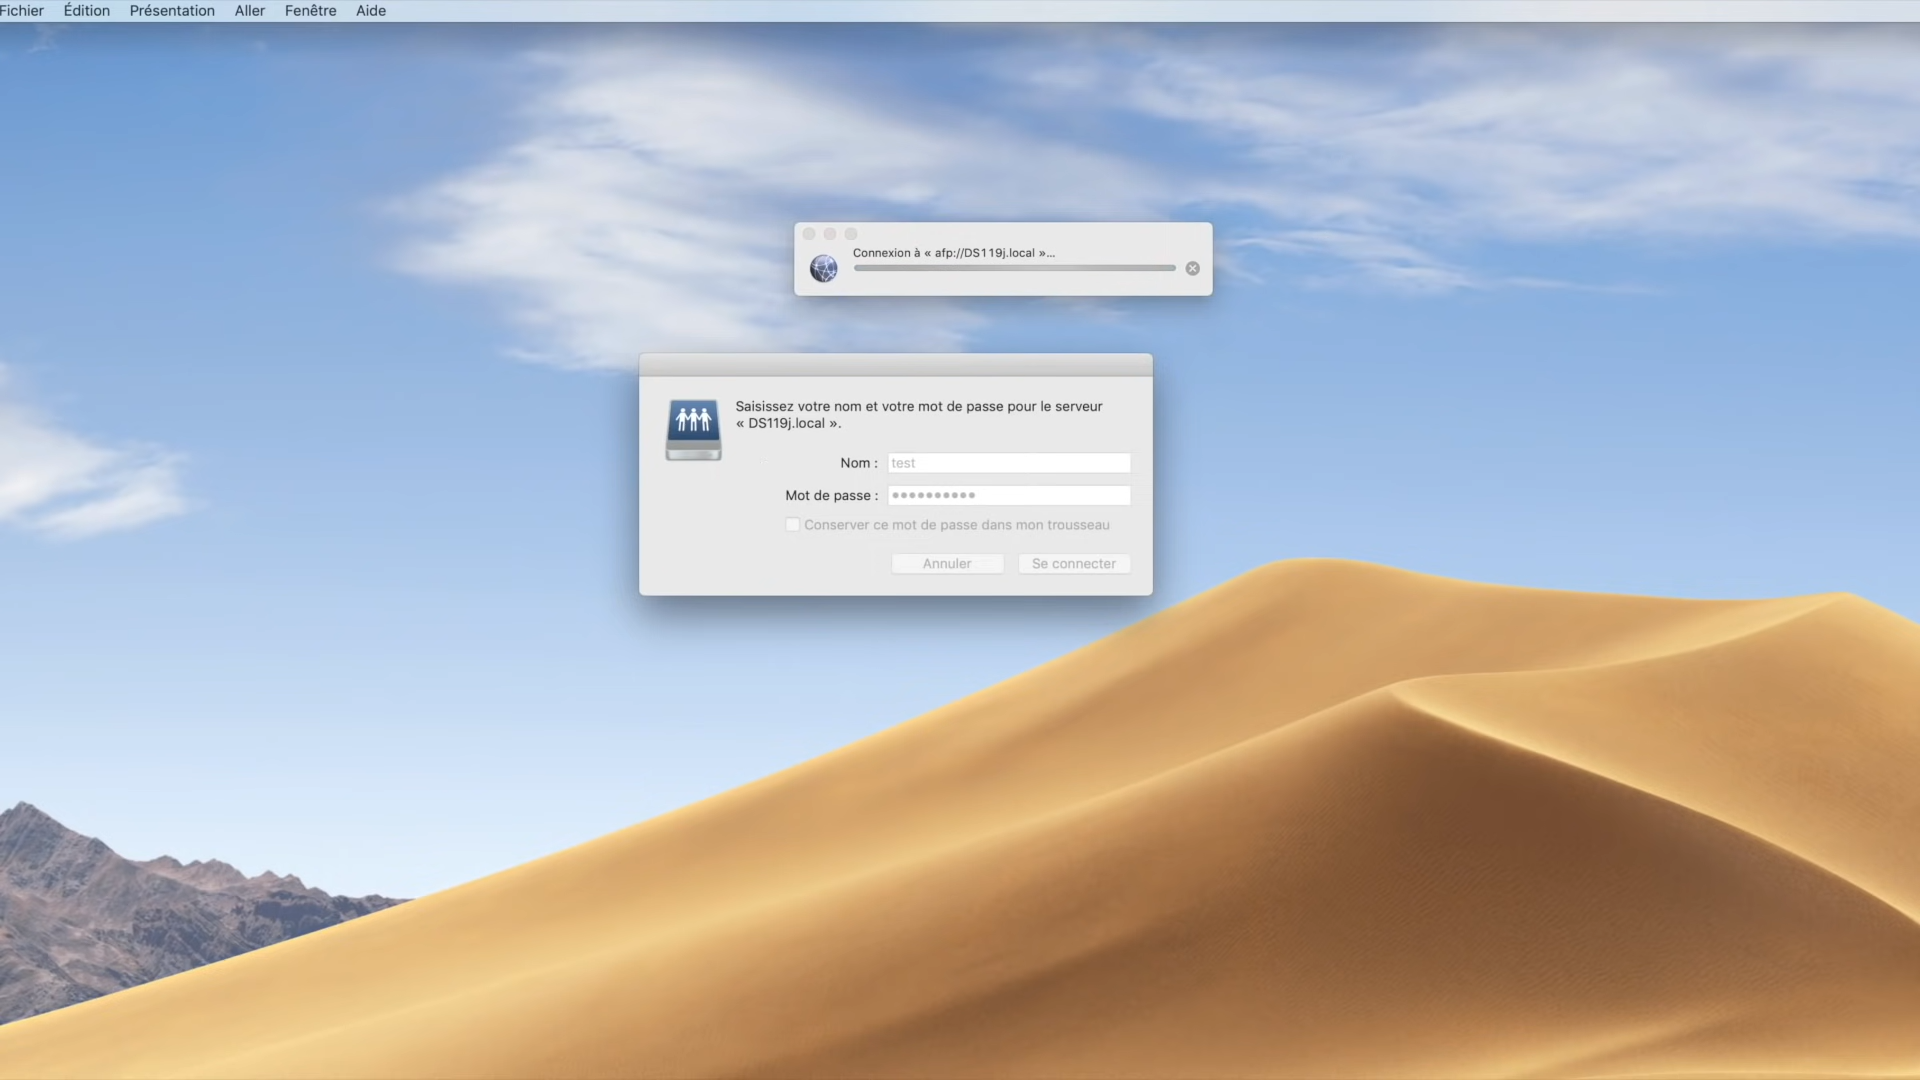 Fichier Édition Présentation Aller Fenêtre Aide
Connexion à « afp://DS119j.local »...
Saisissez votre nom et votre mot de passe pour le serveur
« DS119j.local ».
Nom : test
Mot de passe : ••••••••••
Conserver ce mot de passe dans mon trousseau
Annuler Se connecter